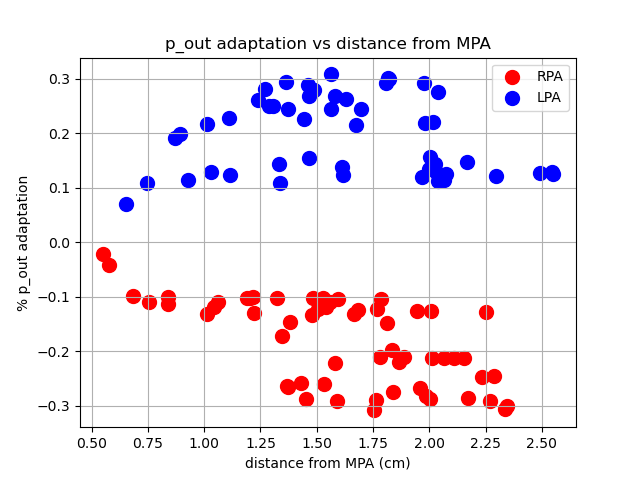 p_out adaptation vs distance from MPA
RPA
LPA
% p_out adaptation
0.3
0.2
0.1
0.0
−0.1
−0.2
−0.3
0.50 0.75 1.00 1.25 1.50 1.75 2.00 2.25 2.50
distance from MPA (cm)